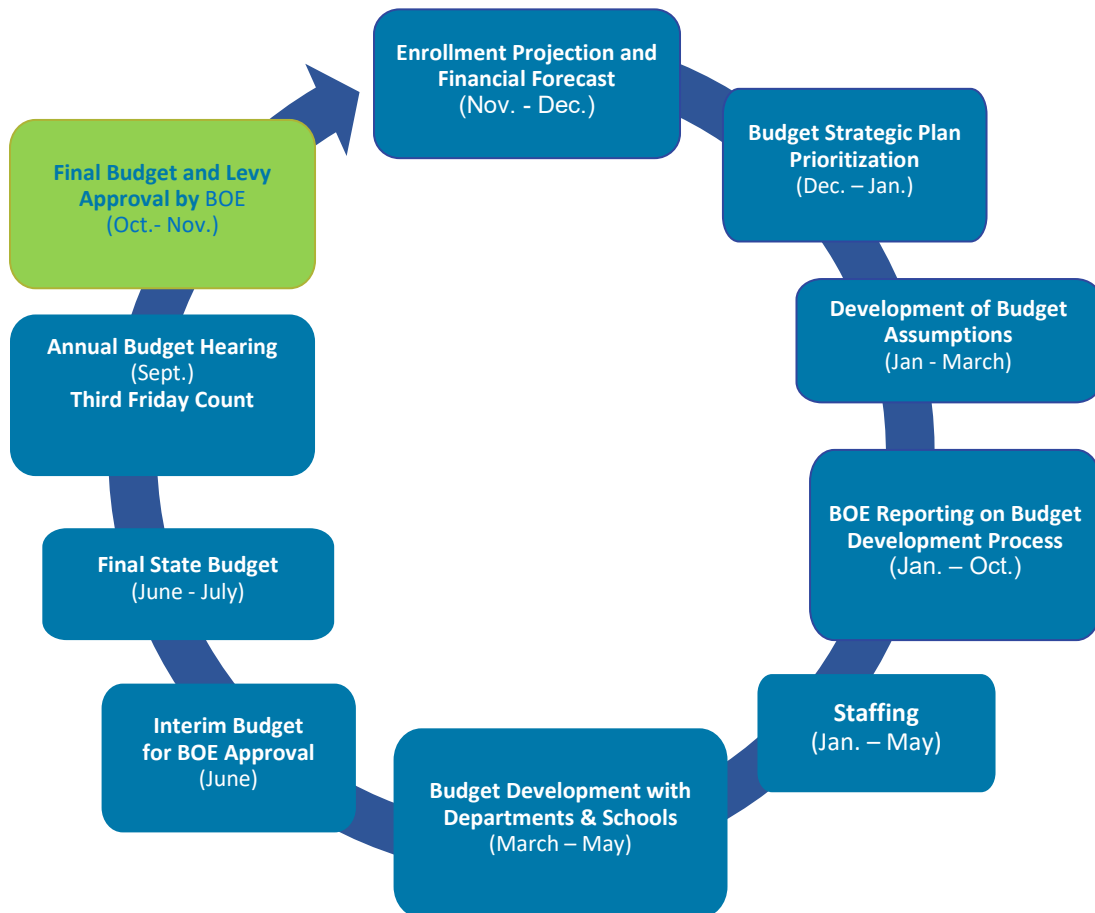 Enrollment Projection and
Financial Forecast
(Nov. - Dec.)
Budget Strategic Plan
Prioritization
(Dec. – Jan.)
Development of Budget
Assumptions
(Jan - March)
BOE Reporting on Budget
Development Process
(Jan. – Oct.)
Staffing
(Jan. – May)
Budget Development with
Departments & Schools
(March – May)
Interim Budget
for BOE Approval
(June)
Final State Budget
(June - July)
Annual Budget Hearing
(Sept.)
Third Friday Count
Final Budget and Levy
Approval by BOE
(Oct.- Nov.)